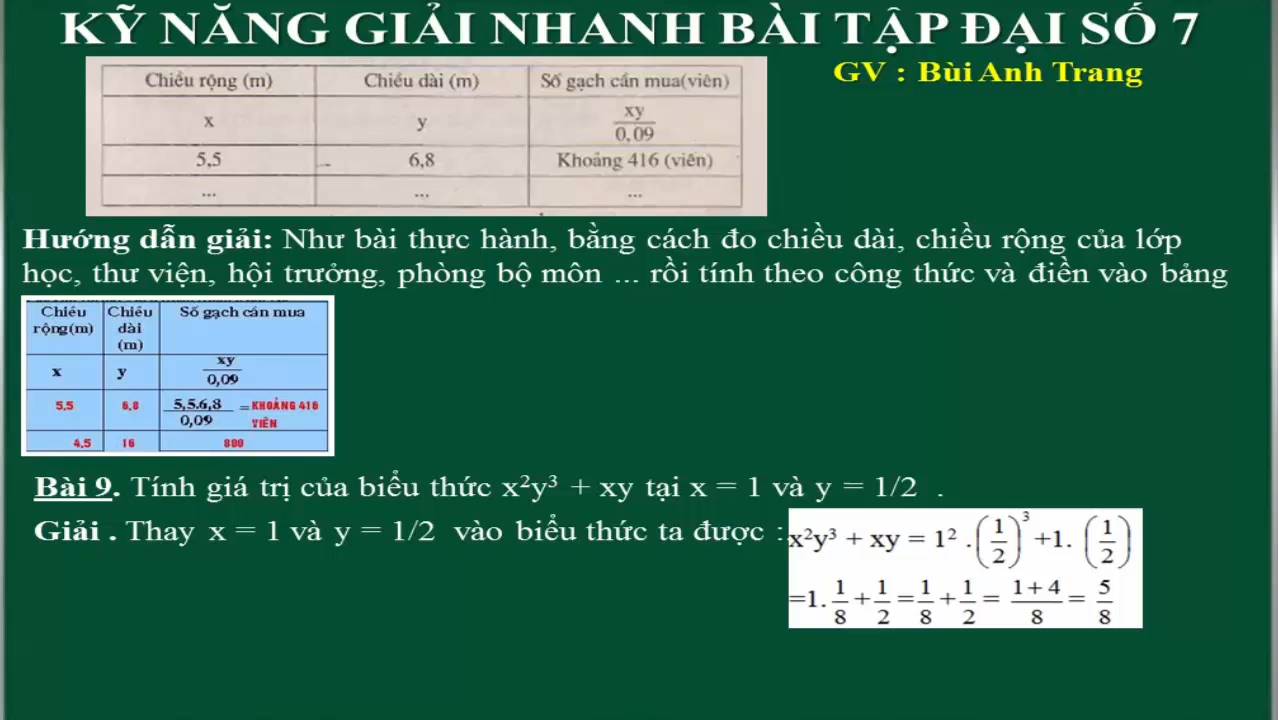 KỸ NĂNG GIẢI NHANH BÀI TẬP ĐẠI SỐ 7
GV : Bùi Anh Trang
Chiều rộng (m) Chiều dài (m) Số gạch cần mua(viên)
x y xy/0,09
5,5 6,8 Khoảng 416 (viên)
... ... ...
Hướng dẫn giải: Như bài thực hành, bằng cách đo chiều dài, chiều rộng của lớp
học, thư viện, hội trưởng, phòng bộ môn ... rồi tính theo công thức và điền vào bảng
Chiều rộng(m) Chiều dài (m) Số gạch cần mua
x y xy/0,09
5,5 6,8 5,5.6,8/0,09 = KHOẢNG 416 VIÊN
4,5 16 800
Bài 9. Tính giá trị của biểu thức x²y³ + xy tại x = 1 và y = 1/2 .
Giải . Thay x = 1 và y = 1/2 vào biểu thức ta được :
x²y³ + xy = 1² .(1/2)³ +1. (1/2)
=1. 1/8 + 1/2 = 1/8 + 1/2 = (1+4)/8 = 5/8